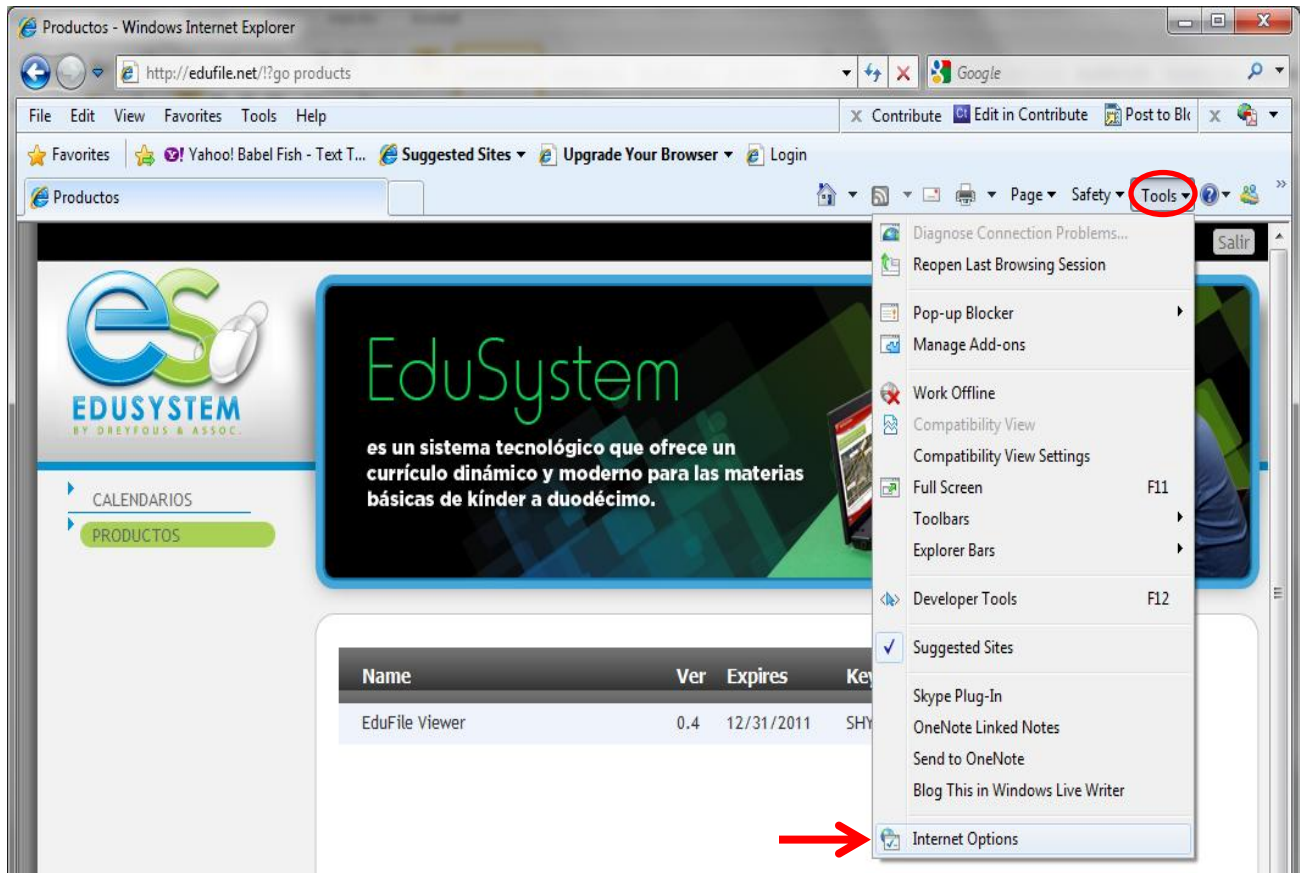 Productos - Windows Internet Explorer
http://edufile.net/!?go products
Google
File Edit View Favorites Tools Help
x Contribute Edit in Contribute Post to Blo x
Favorites Yahoo! Babel Fish - Text T... Suggested Sites Upgrade Your Browser Login
Productos
Page Safety Tools »
Salir
es
EDUSYSTEM
BY DREYFOUS & ASSOC.
CALENDARIOS
PRODUCTOS
EduSystem
es un sistema tecnológico que ofrece un
currículo dinámico y moderno para las materias
básicas de kínder a duodécimo.
Name Ver Expires Key
EduFile Viewer 0.4 12/31/2011 SHY
Diagnose Connection Problems...
Reopen Last Browsing Session
Pop-up Blocker
Manage Add-ons
Work Offline
Compatibility View
Compatibility View Settings
Full Screen F11
Toolbars
Explorer Bars
Developer Tools F12
Suggested Sites
Skype Plug-In
OneNote Linked Notes
Send to OneNote
Blog This in Windows Live Writer
Internet Options